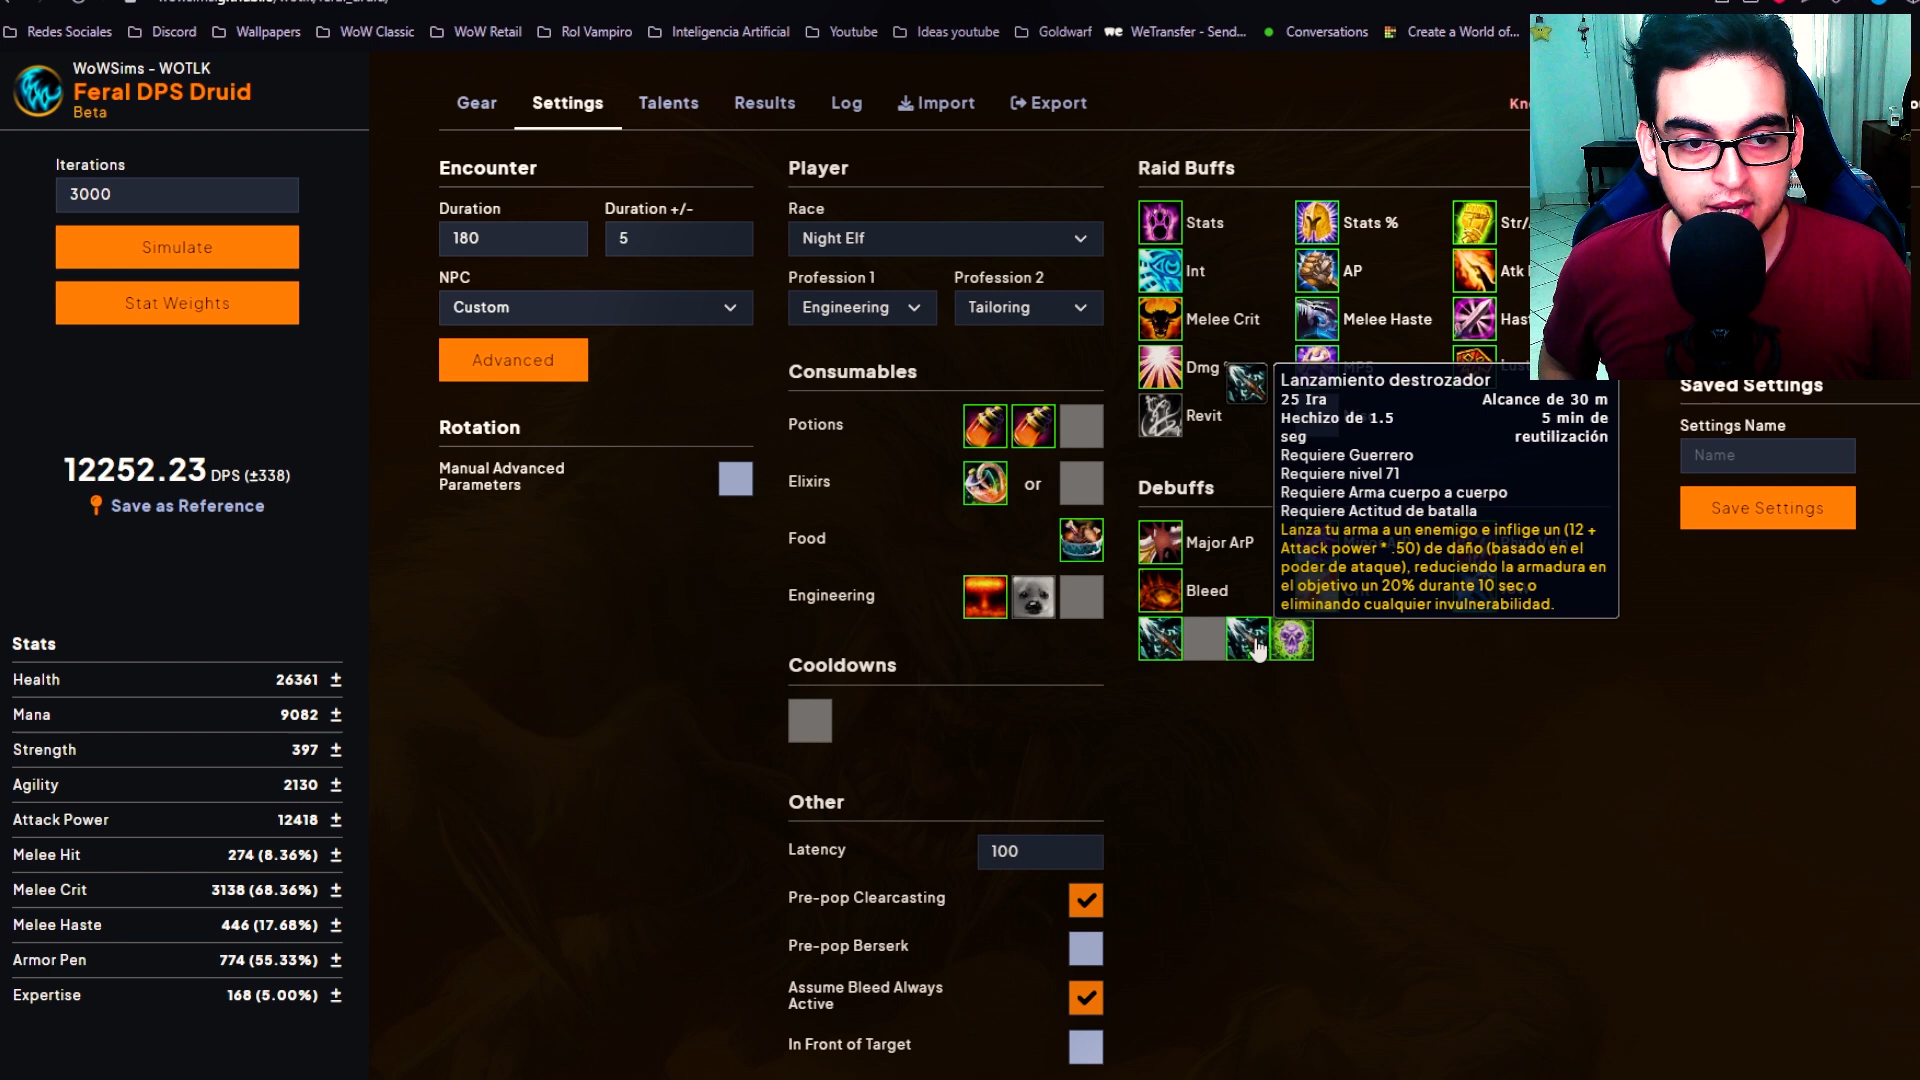 Redes Sociales
Discord
Wallpapers
WoW Classic
WoW Retail
Rol Vampiro
Inteligencia Artificial
Youtube
Ideas youtube
Goldwarf
WeTransfer - Send...
Conversations
Create a World of...
WoWSims - WOTLK
Feral DPS Druid
Beta
Gear
Settings
Talents
Results
Log
Import
Export
Iterations
3000
Simulate
Stat Weights
12252.23 DPS (±338)
Save as Reference
Stats
Health 26361
Mana 9082
Strength 397
Agility 2130
Attack Power 12418
Melee Hit 274 (8.36%)
Melee Crit 3138 (68.36%)
Melee Haste 446 (17.68%)
Armor Pen 774 (55.33%)
Expertise 168 (5.00%)
Encounter
Duration
180
Duration +/-
5
NPC
Custom
Advanced
Rotation
Manual Advanced
Parameters
Player
Race
Night Elf
Profession 1
Engineering
Profession 2
Tailoring
Consumables
Potions
Elixirs
or
Food
Engineering
Cooldowns
Other
Latency
100
Pre-pop Clearcasting
Pre-pop Berserk
Assume Bleed Always
Active
In Front of Target
Raid Buffs
Stats
Stats %
Int
AP
Melee Crit
Melee Haste
Dmg
Revit
Debuffs
Major ArP
Bleed
Lanzamiento destrozador
25 Ira Alcance de 30 m
Hechizo de 1.5 5 min de
seg reutilización
Requiere Guerrero
Requiere nivel 71
Requiere Arma cuerpo a cuerpo
Requiere Actitud de batalla
Lanza tu arma a un enemigo e inflige un (12 +
Attack power * .50) de daño (basado en el
poder de ataque), reduciendo la armadura en
el objetivo un 20% durante 10 sec o
eliminando cualquier invulnerabilidad.
Saved Settings
Settings Name
Name
Save Settings